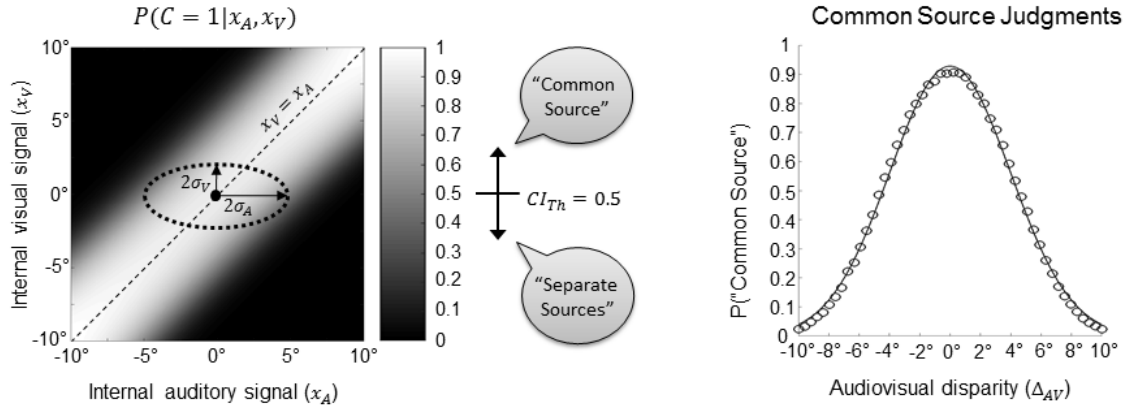 P(C = 1|x_A, x_V)
10°
5°
0°
-5°
-10°
Internal visual signal (x_V)
x_V = x_A
2σ_V
2σ_A
-10° -5° 0° 5° 10°
Internal auditory signal (x_A)
1
0.9
0.8
0.7
0.6
0.5
0.4
0.3
0.2
0.1
0
“Common
Source”
CI_Th = 0.5
“Separate
Sources”
Common Source Judgments
1
0.9
0.8
0.7
0.6
0.5
0.4
0.3
0.2
0.1
0
P("Common Source")
-10° -8° -6° -4° -2° 0° 2° 4° 6° 8° 10°
Audiovisual disparity (Δ_AV)